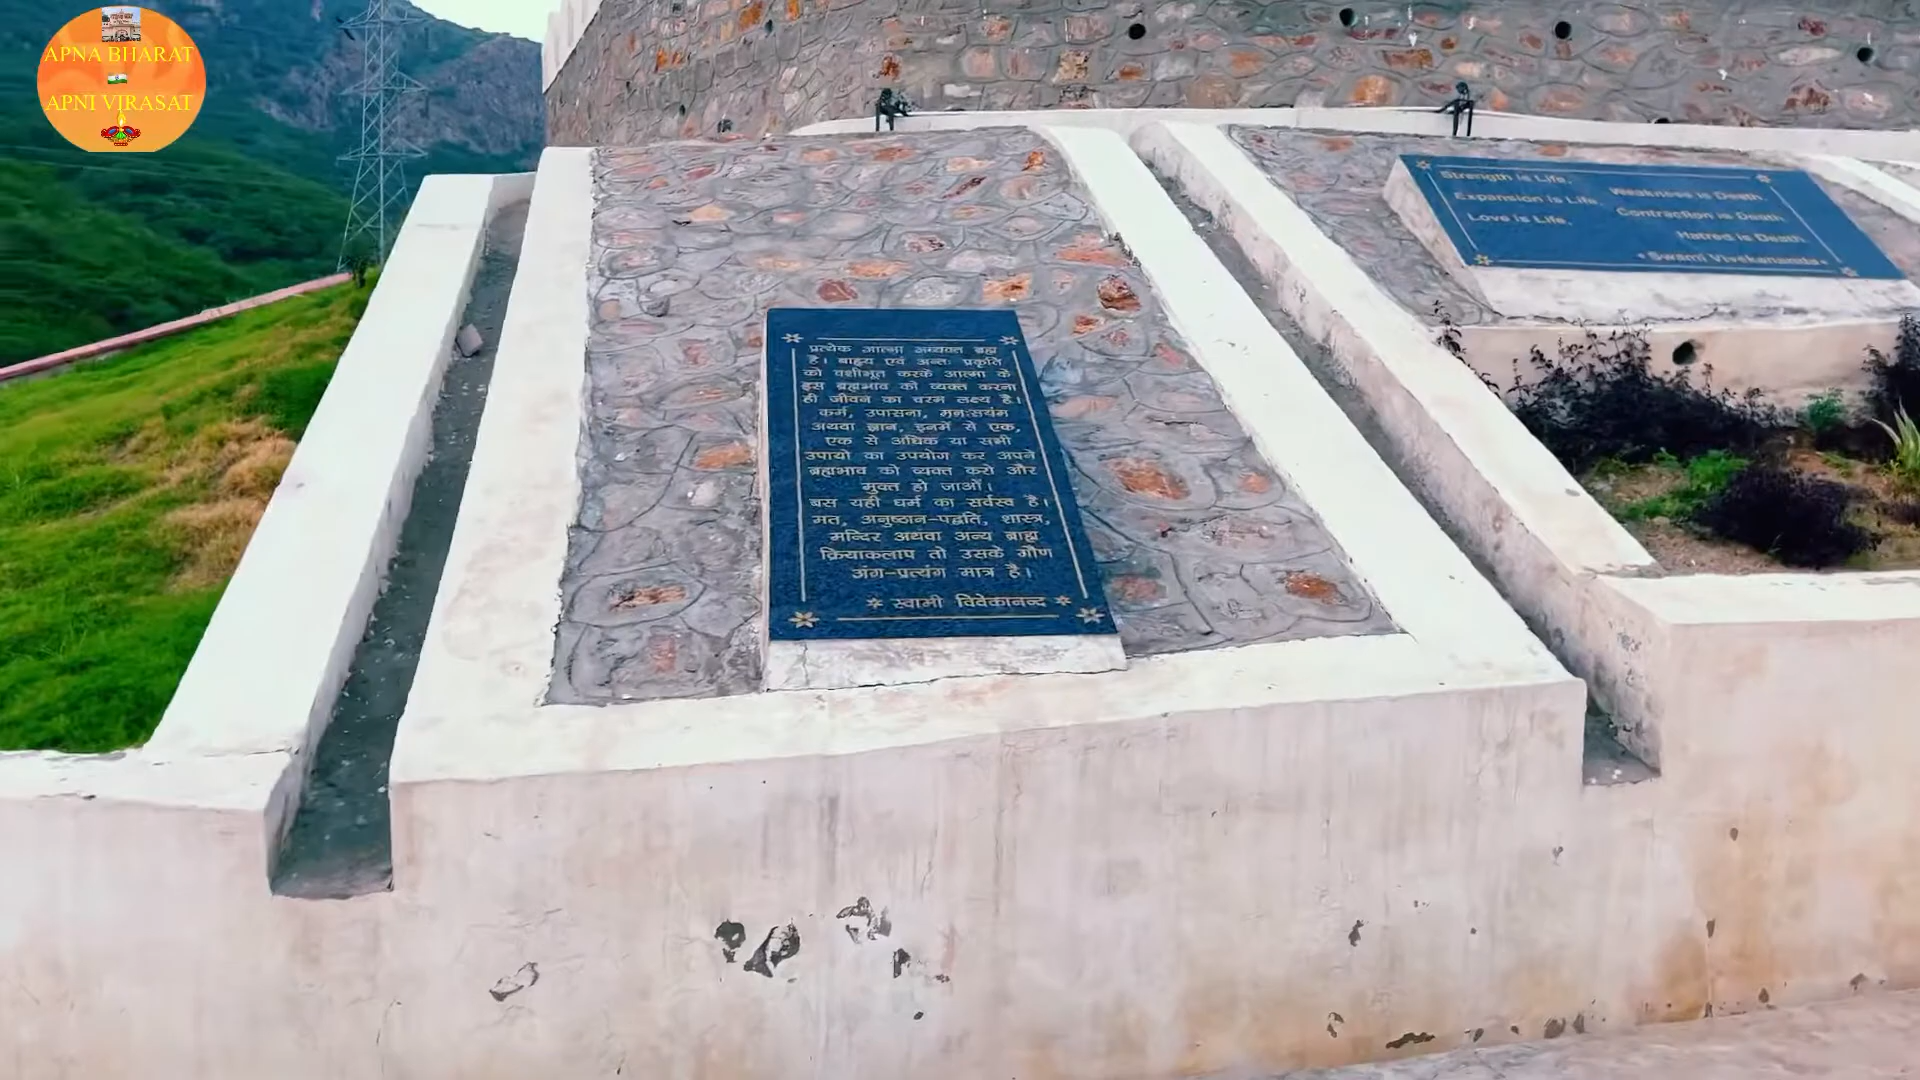 APNA BHARAT
APNI VIRASAT
प्रत्येक आत्मा अव्यक्त ब्रह्म
है। बाह्य एवं अन्तः प्रकृति
को वशीभूत करके आत्मा के
इस ब्रह्मभाव को व्यक्त करना
ही जीवन का चरम लक्ष्य है।
कर्म, उपासना, मनःसयंम
अथवा ज्ञान, इनमें से एक,
एक से अधिक या सभी
उपायों का उपयोग कर अपने
ब्रह्मभाव को व्यक्त करो और
मुक्त हो जाओं।
बस यही धर्म का सर्वस्व है।
मत, अनुष्ठान-पद्धति, शास्त्र,
मन्दिर अथवा अन्य ब्राह्म
क्रियाकलाप तो उसके गौण
अंग-प्रत्यंग मात्र है।
स्वामी विवेकानन्द
Strength is Life,
Weakness is Death.
Expansion is Life,
Contraction is Death.
Love is Life,
Hatred is Death.
Swami Vivekananda